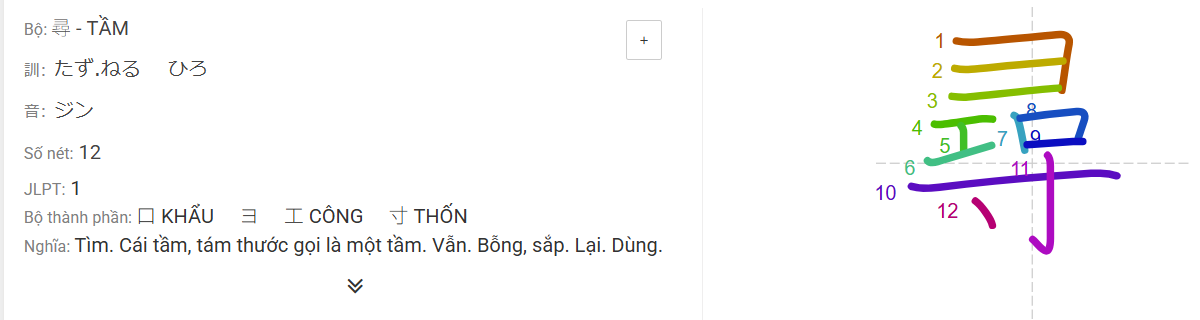 Bộ: 尋 - TẦM
+
訓: たず.ねる ひろ
音: ジン
Số nét: 12
JLPT: 1
Bộ thành phần: 口 KHẨU ヨ 工 CÔNG 寸 THỐN
Nghĩa: Tìm. Cái tầm, tám thước gọi là một tầm. Vẫn. Bỗng, sắp. Lại. Dùng.
尋
1
2
3
4
5
6
7
8
9
10
11
12